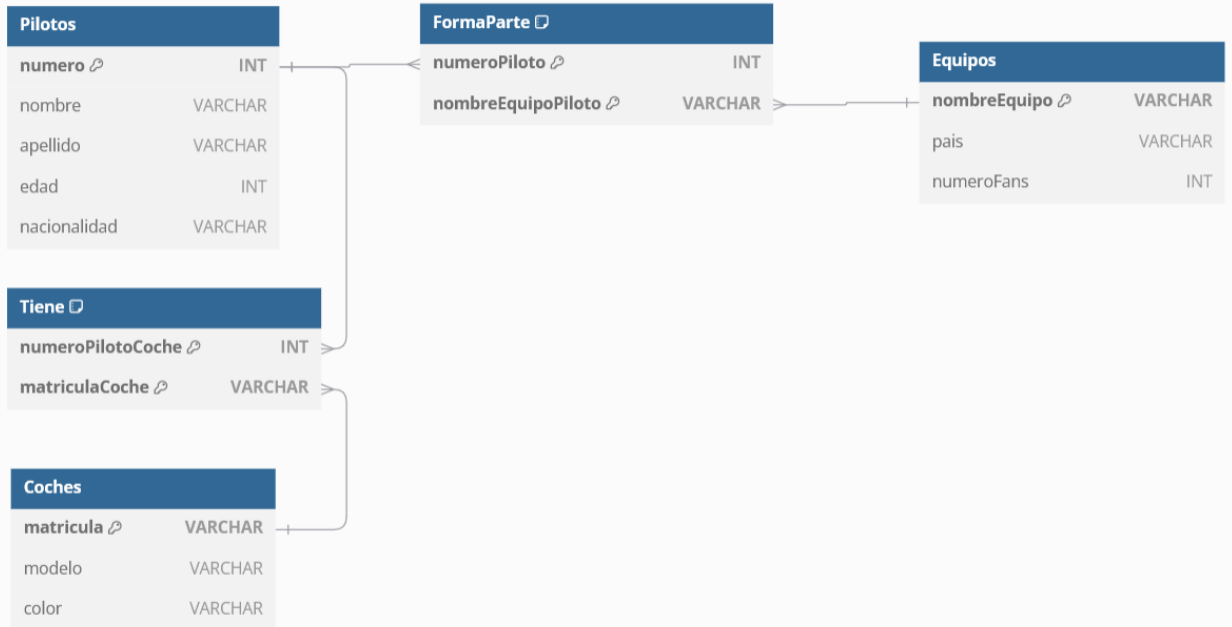 Pilotos
numero INT
nombre VARCHAR
apellido VARCHAR
edad INT
nacionalidad VARCHAR
FormaParte
numeroPiloto INT
nombreEquipoPiloto VARCHAR
Equipos
nombreEquipo VARCHAR
pais VARCHAR
numeroFans INT
Tiene
numeroPilotoCoche INT
matriculaCoche VARCHAR
Coches
matricula VARCHAR
modelo VARCHAR
color VARCHAR